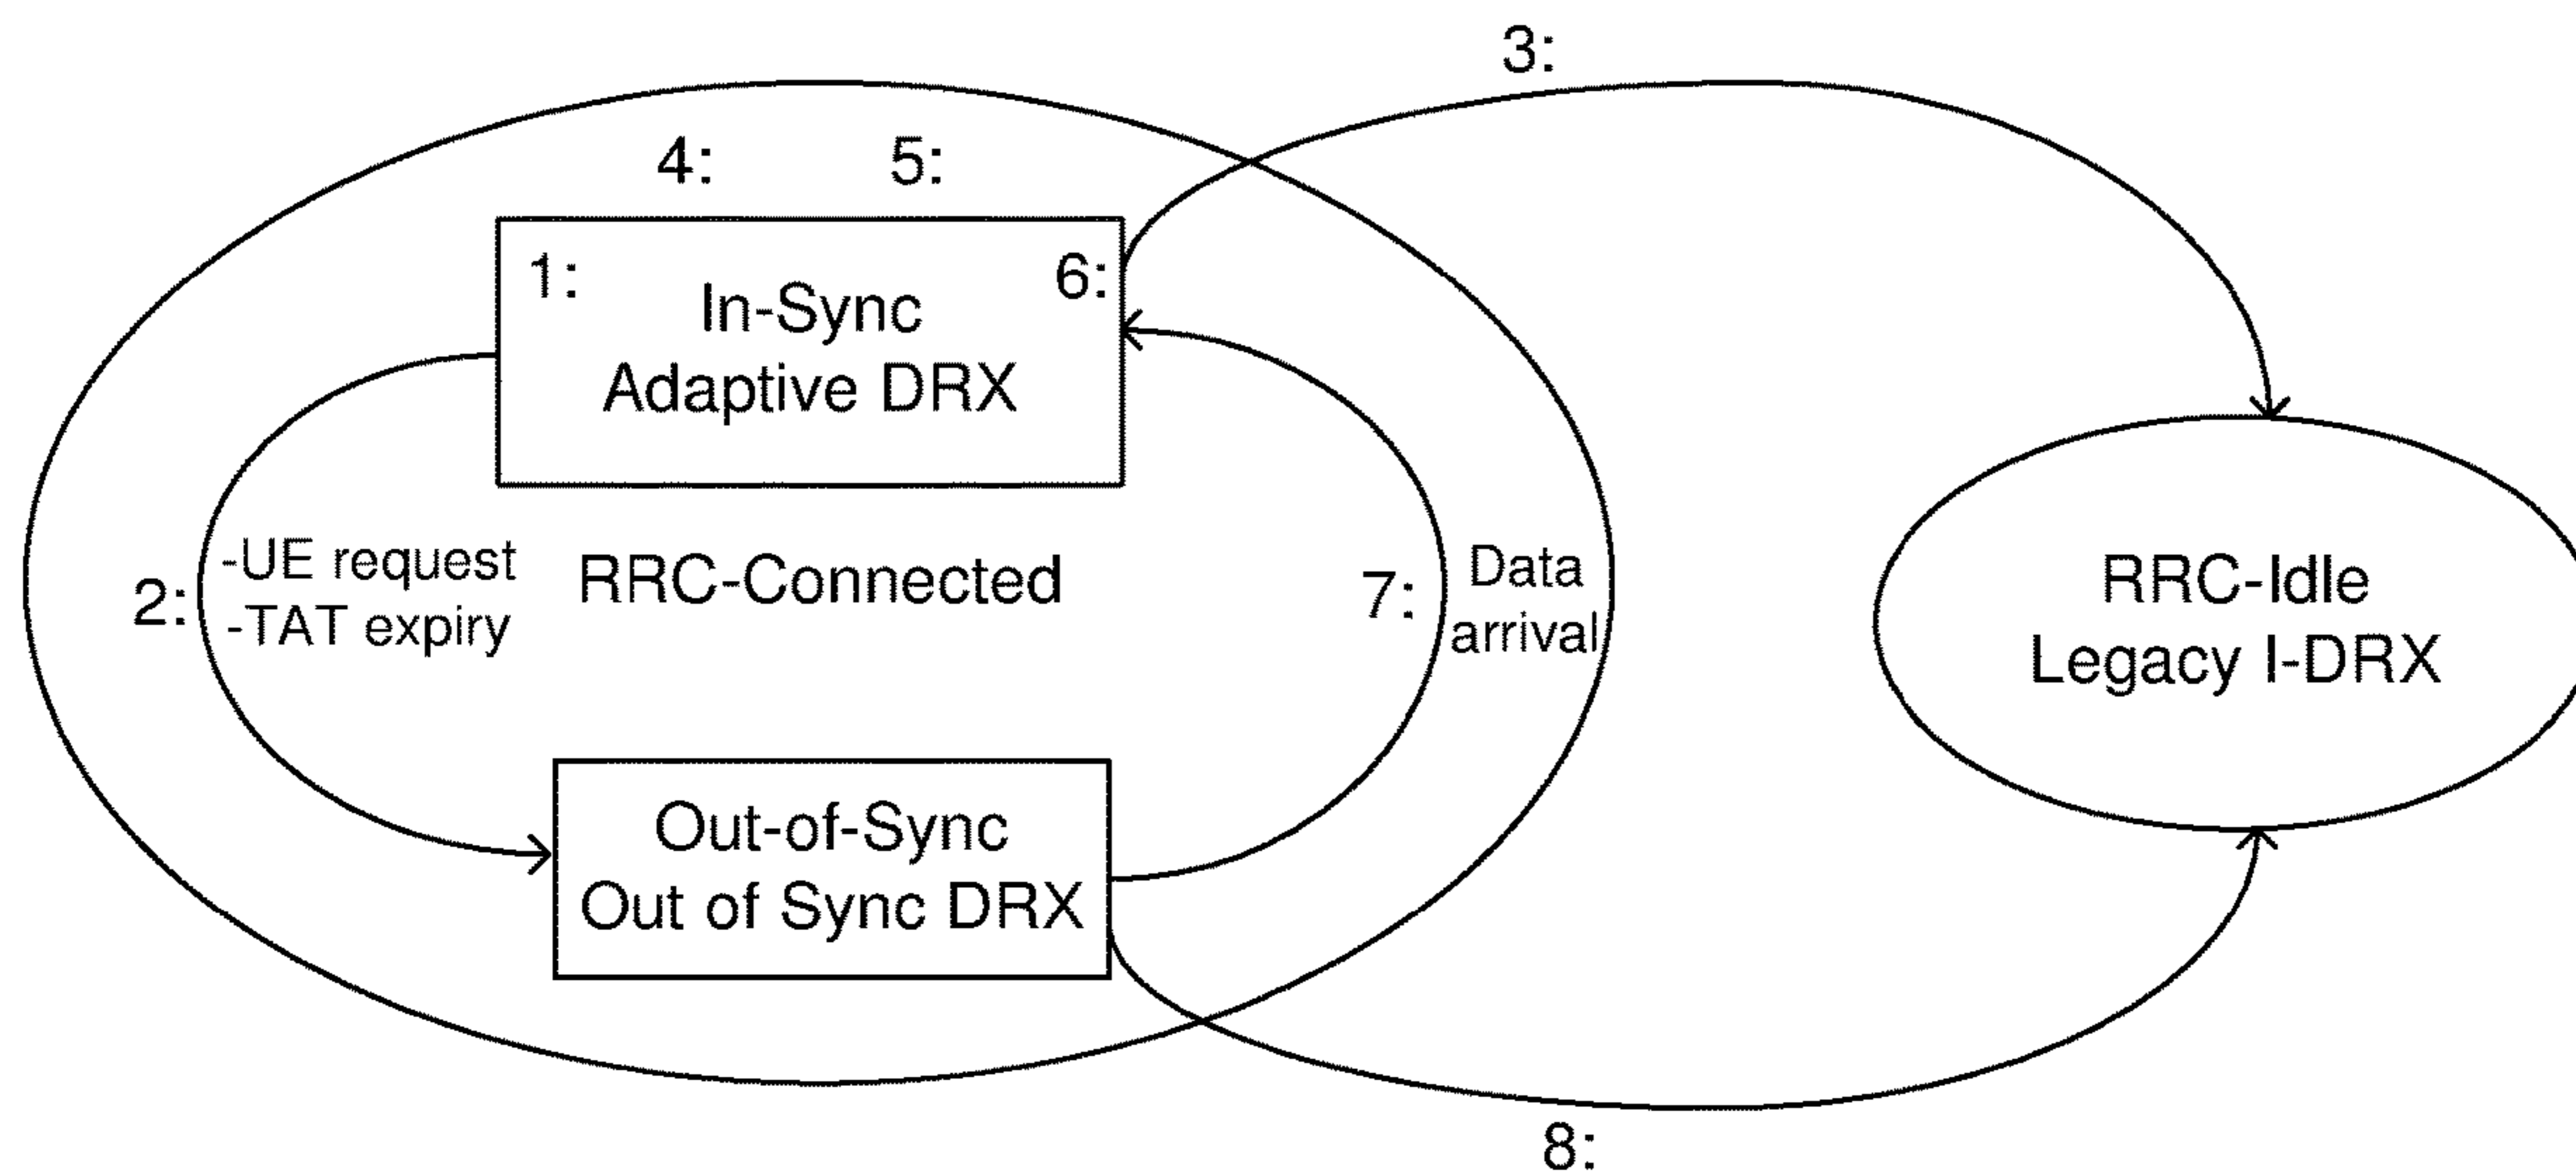 3:
4:
5:
1:
6:
In-Sync
Adaptive DRX
2:
-UE request
-TAT expiry
RRC-Connected
7:
Data
arrival
RRC-Idle
Legacy I-DRX
Out-of-Sync
Out of Sync DRX
8: